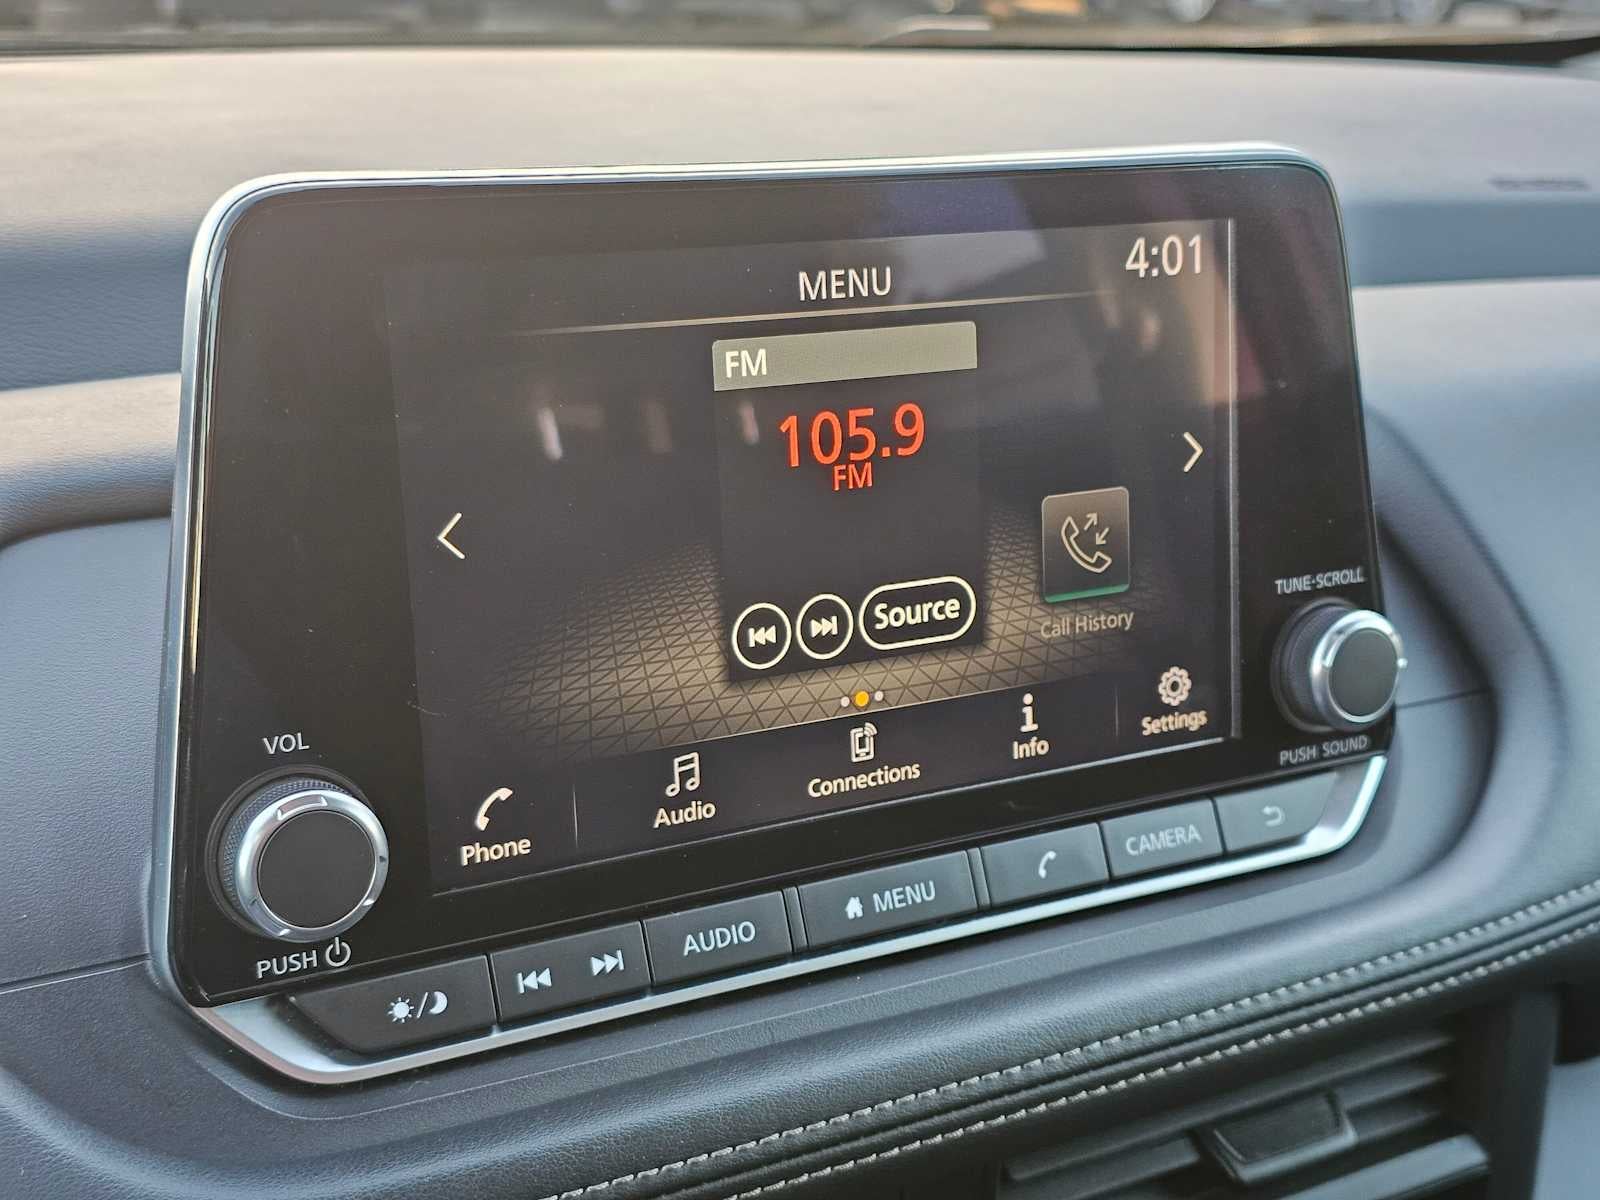 4:01
MENU
FM
105.9
FM
Source
Call History
TUNE·SCROLL
VOL
Phone
Audio
Connections
Info
Settings
PUSH SOUND
PUSH
AUDIO
MENU
CAMERA